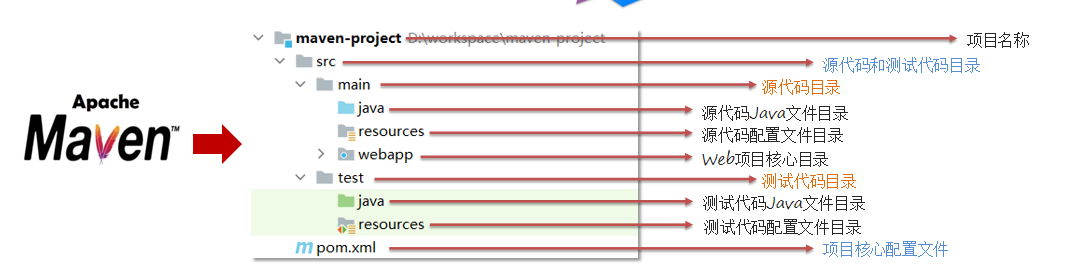 maven-project D:\workspace\maven-project 项目名称
src 源代码和测试代码目录
main 源代码目录
Apache
Maven™
java 源代码Java文件目录
resources 源代码配置文件目录
webapp Web项目核心目录
test 测试代码目录
java 测试代码Java文件目录
resources 测试代码配置文件目录
m pom.xml 项目核心配置文件